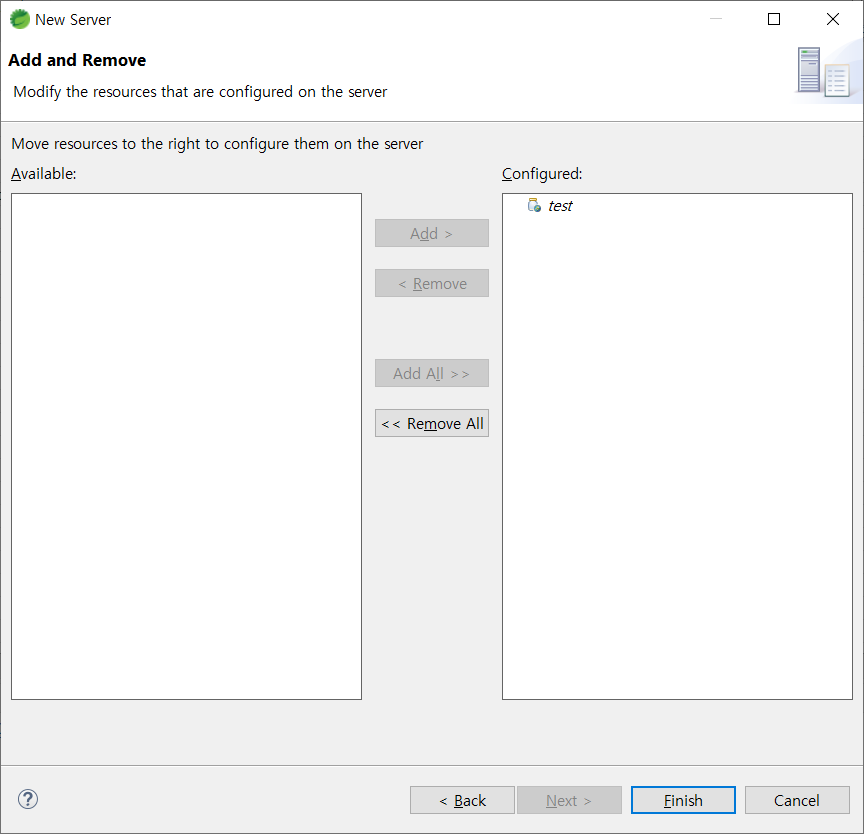 New Server
Add and Remove
Modify the resources that are configured on the server
Move resources to the right to configure them on the server
Available:
Configured:
test
Add >
< Remove
Add All >>
<< Remove All
?
< Back
Next >
Finish
Cancel